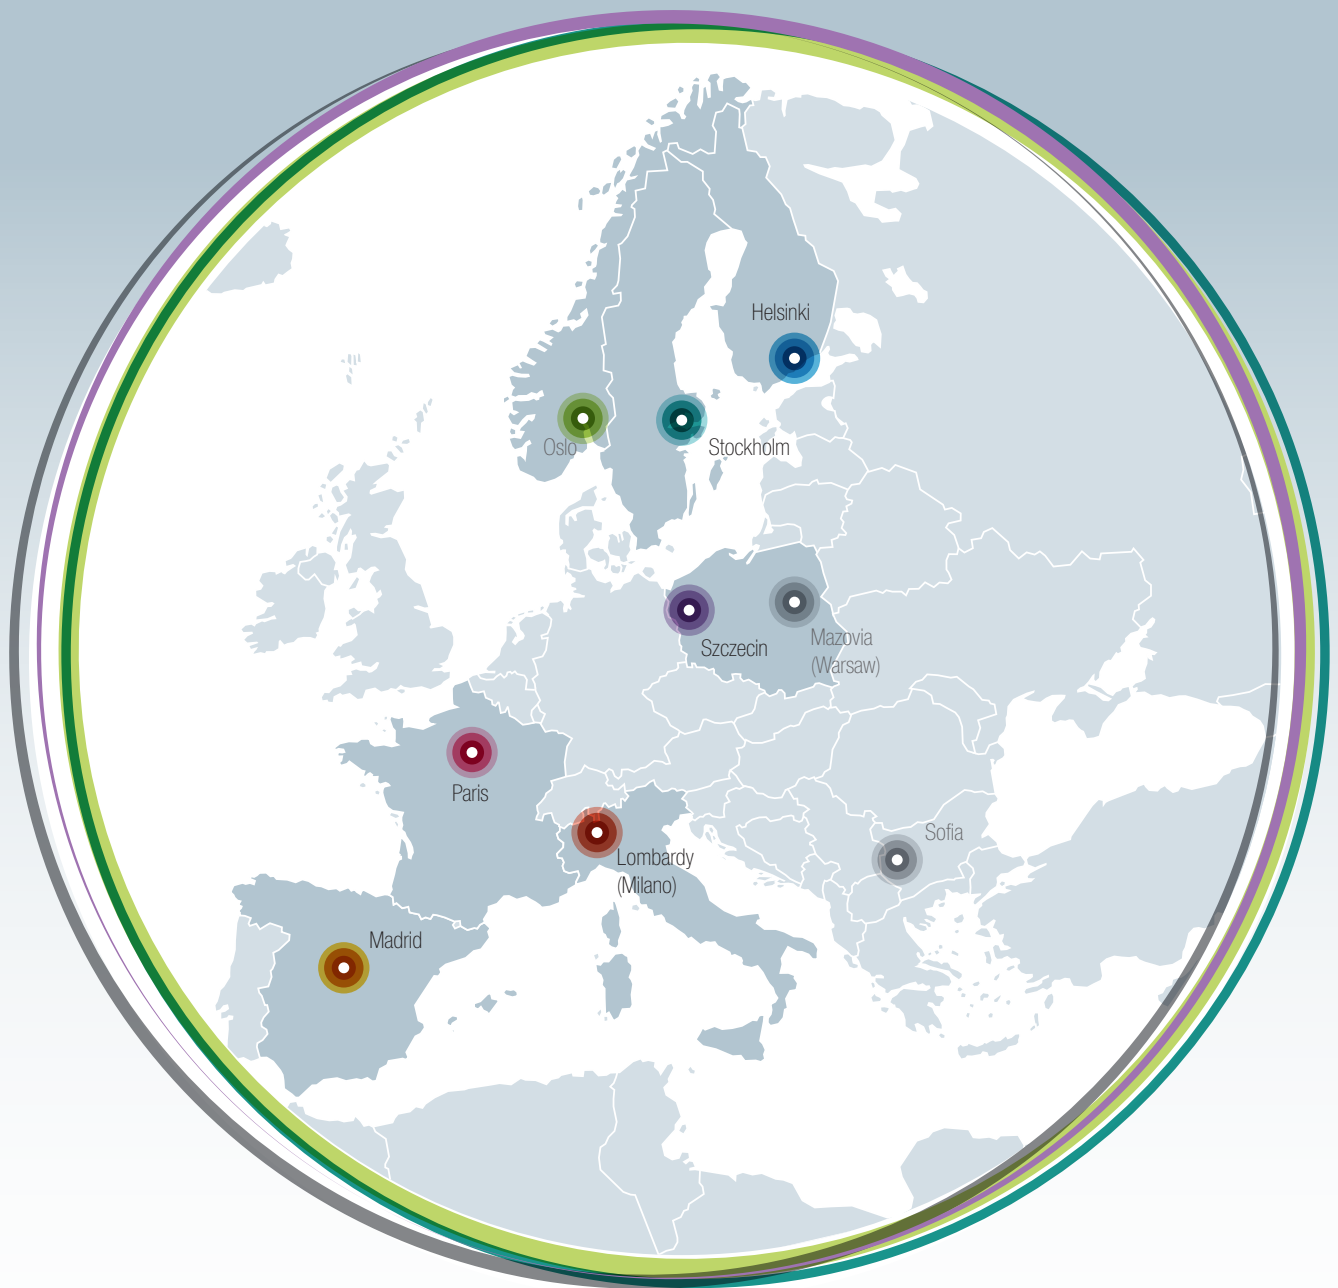 Helsinki
Oslo
Stockholm
Mazovia
(Warsaw)
Szczecin
Paris
Sofia
Lombardy
(Milano)
Madrid